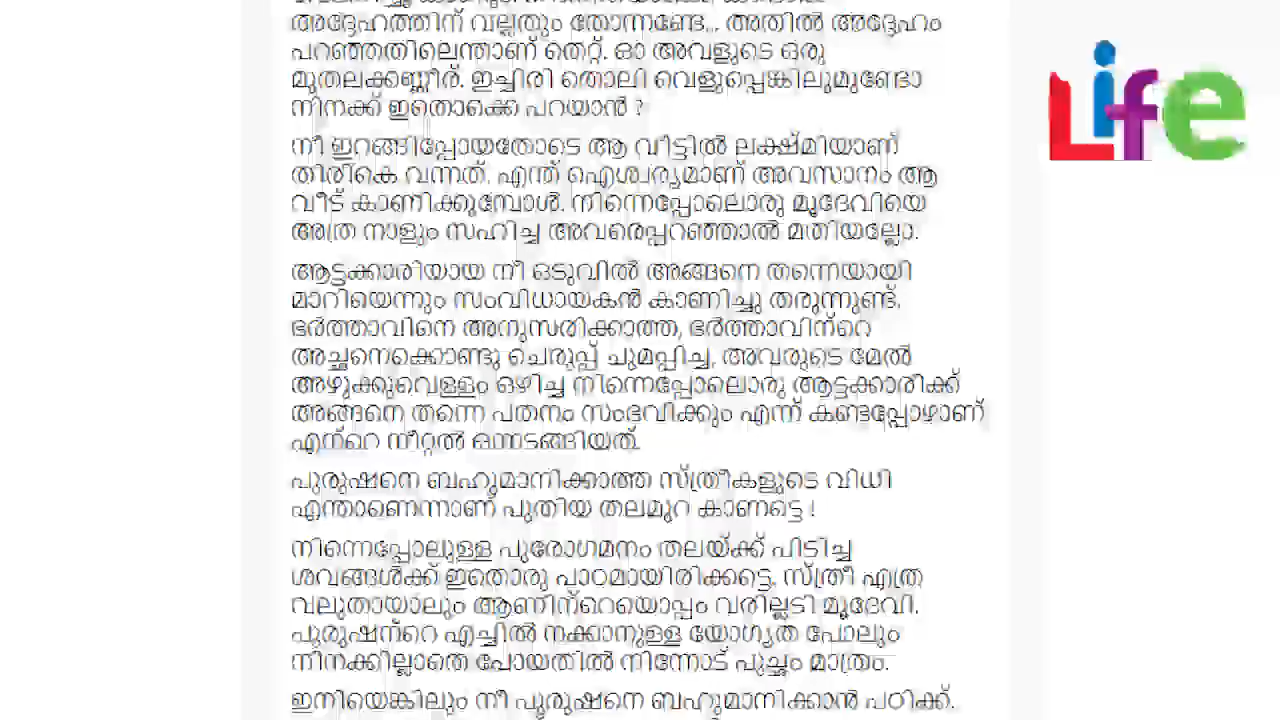 അദ്ദേഹത്തിന് വല്ലതും തോന്നണ്ടേ.. അതിൽ അദ്ദേഹം
പറഞ്ഞതിലെന്താണ് തെറ്റ്. ഓ അവളുടെ ഒരു
മുതലക്കണ്ണീര്. ഇച്ചിരി തൊലി വെളുപ്പെങ്കിലുമുണ്ടോ
നിനക്ക് ഇതൊക്കെ പറയാൻ ?
നീ ഇറങ്ങിപ്പോയതോടെ ആ വീട്ടിൽ ലക്ഷ്മിയാണ്
തിരികെ വന്നത്. എന്ത് ഐശ്വര്യമാണ് അവസാനം ആ
വീട് കാണിക്കുമ്പോൾ. നിന്നെപ്പോലൊരു മൂദേവിയെ
അത്ര നാളും സഹിച്ച അവരെപ്പറഞ്ഞാൽ മതിയല്ലോ.
ആട്ടക്കാരിയായ നീ ഒടുവിൽ അങ്ങനെ തന്നെയായി
മാറിയെന്നും സംവിധായകൻ കാണിച്ചു തരുന്നുണ്ട്.
ഭർത്താവിനെ അനുസരിക്കാത്ത, ഭർത്താവിന്റെ
അച്ഛനെക്കൊണ്ടു ചെരുപ്പ് ചുമപ്പിച്ച, അവരുടെ മേൽ
അഴുക്കുവെള്ളം ഒഴിച്ച നിന്നെപ്പോലൊരു ആട്ടക്കാരിക്ക്
അങ്ങനെ തന്നെ പതനം സംഭവിക്കും എന്ന് കണ്ടപ്പോഴാണ്
എന്റെ നീറ്റൽ ഒന്നടങ്ങിയത്.
പുരുഷനെ ബഹുമാനിക്കാത്ത സ്ത്രീകളുടെ വിധി
എന്താണെന്നാണ് പുതിയ തലമുറ കാണട്ടെ !
നിന്നെപ്പോലുള്ള പുരോഗമനം തലയ്ക്ക് പിടിച്ച
ശവങ്ങൾക്ക് ഇതൊരു പാഠമായിരിക്കട്ടെ. സ്ത്രീ എത്ര
വലുതായാലും ആണിന്റെയൊപ്പം വരില്ലടി മൂദേവി.
പുരുഷന്റെ എച്ചിൽ നക്കാനുള്ള യോഗ്യത പോലും
നിനക്കില്ലാതെ പോയതിൽ നിന്നോട് പുച്ഛം മാത്രം.
ഇനിയെങ്കിലും നീ പുരുഷനെ ബഹുമാനിക്കാൻ പഠിക്ക്.
Life